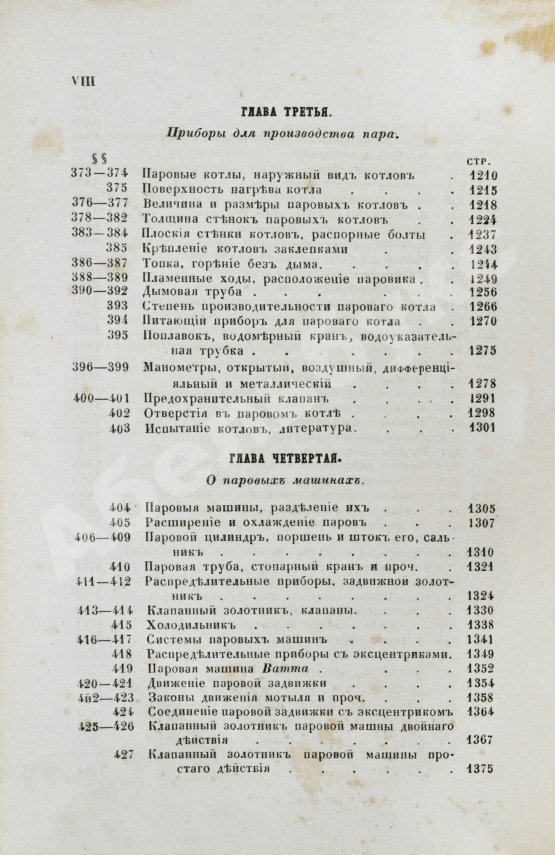 VIII
ГЛАВА ТРЕТЬЯ.
Приборы для производства пара.
§§ СТР.
373—374 Паровые котлы, наружный видъ котловъ . 1210
375 Поверхность нагрѣва котла . . . . 1215
376—377 Величина и размѣры паровыхъ котловъ . . 1218
378—382 Толщина стѣнокъ паровыхъ котловъ . . 1224
383—384 Плоскія стѣнки котловъ, распорные болты . 1237
385 Крѣпленіе котловъ заклепками . . . 1243
386—387 Топка, горѣніе безъ дыма . . . . 1244
388—389 Пламенные ходы, расположеніе паровика . . 1249
390—392 Дымовая труба . . . . . . 1256
393 Степень производительности пароваго котла . 1266
394 Питающій приборъ для пароваго котла . . 1270
395 Поплавокъ, водомѣрный кранъ, водоуказатель-
ная трубка . . . . . . . 1275
396—399 Манометры, открытый, воздушный, дифференці-
яльный и металлическій . . . . 1278
400—401 Предохранительный клапанъ . . . 1291
402 Отверстія въ паровомъ котлѣ . . . 1298
403 Испытаніе котловъ, литература . . . . 1301
ГЛАВА ЧЕТВЕРТАЯ.
О паровыхъ машинахъ.
404 Паровыя машины, раздѣленіе ихъ . . . 1305
405 Расширеніе и охлажденіе паровъ . . . 1307
406—409 Паровой цилиндръ, поршень и штокъ его, саль-
никъ . . . . . . . 1310
410 Паровая труба, стопарный кранъ и проч. . 1321
411—412 Распредѣлительные приборы, задвижной золот-
никъ . . . . . . . . 1324
413—414 Клапанный золотникъ, клапаны . . . . 1330
415 Холодильникъ . . . . . . 1338
416—417 Системы паровыхъ машинъ . . . . 1341
418 Распредѣлительные приборы съ эксцентриками. 1349
419 Паровая машина Ватта . . . . . 1352
420—421 Движеніе паровой задвижки . . . . 1354
4п2—423 Законы движенія мотыля и проч. . . . 1358
424 Соединеніе паровой задвижки съ эксцентрикомъ 1364
425—426 Клапанный золотникъ паровой машны двойнаго
дѣйствія . . . . . . . 1367
427 Клапанный золотникъ паровой машины про-
стаго дѣйствія . . . . . . 1375